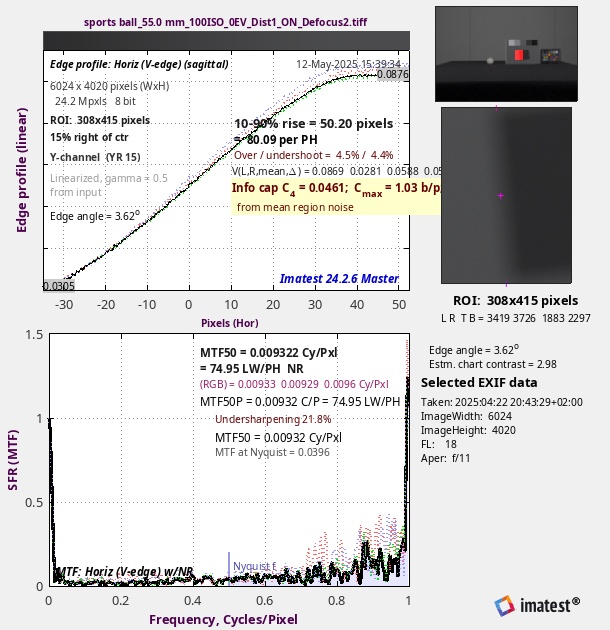 sports ball_55.0 mm_100ISO_0EV_Dist1_ON_Defocus2.tiff
Edge profile: Horiz (V-edge) (sagittal)
12-May-2025 15:39:34
0.0876
6024 x 4020 pixels (WxH)
24.2 Mpxls 8 bit
ROI: 308x415 pixels
15% right of ctr
Y-channel (YR 15)
Linearized, gamma = 0.5
from input
Edge angle = 3.62o
10-90% rise = 50.20 pixels
= 80.09 per PH
Over / undershoot = 4.5% / 4.4%
V(L,R,mean,Δ) = 0.0869 0.0281 0.0588 0.05
Info cap C4 = 0.0461; Cmax = 1.03 b/p
from mean region noise
Imatest 24.2.6 Master
0.0305
Edge profile (linear)
-30 -20 -10 0 10 20 30 40 50
Pixels (Hor)
ROI: 308x415 pixels
L R T B = 3419 3726 1883 2297
Edge angle = 3.62o
Estm. chart contrast = 2.98
Selected EXIF data
Taken: 2025:04:22 20:43:29+02:00
ImageWidth: 6024
ImageHeight: 4020
FL: 18
Aper: f/11
MTF50 = 0.009322 Cy/Pxl
= 74.95 LW/PH NR
(RGB) = 0.00933 0.00929 0.0096 Cy/Pxl
MTF50P = 0.00932 C/P = 74.95 LW/PH
Undersharpening 21.8%
MTF50 = 0.00932 Cy/Pxl
MTF at Nyquist = 0.0396
Nyquist f
MTF: Horiz (V-edge) w/NR
SFR (MTF)
1.5
1
0.5
0
0 0.2 0.4 0.6 0.8 1
Frequency, Cycles/Pixel
imatest®